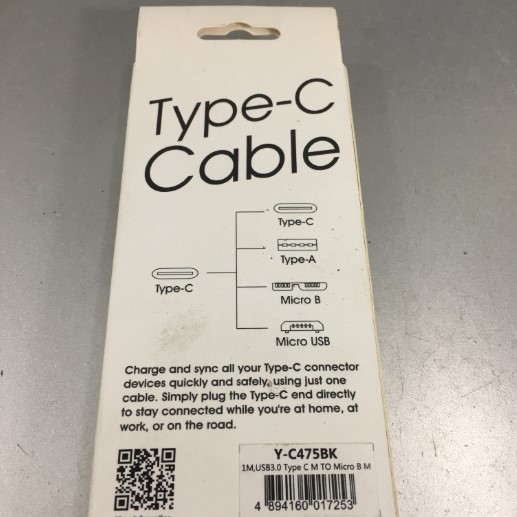 Type-C
Cable
Type-C
Type-A
Type-C
Micro B
Micro USB
Charge and sync all your Type-C connector
devices quickly and safely, using just one
cable. Simply plug the Type-C end directly
to stay connected while you're at home, at
work, or on the road.
Y-C475BK
1M,USB3.0 Type C M TO Micro B M
4 894160 017253